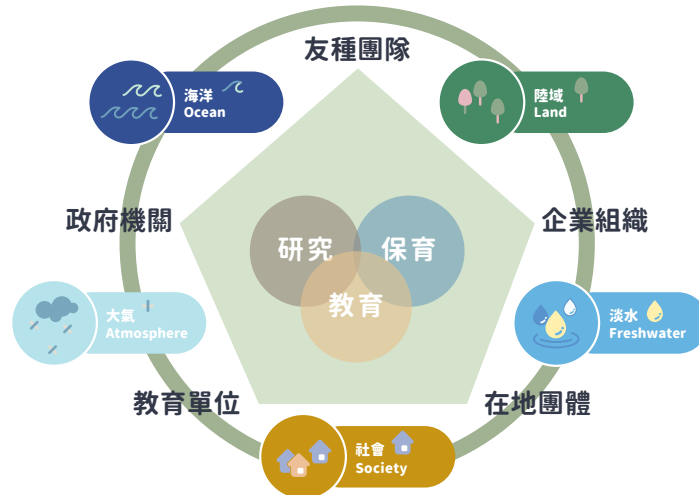 友種團隊
海洋
Ocean
陸域
Land
政府機關
企業組織
研究
保育
教育
大氣
Atmosphere
淡水
Freshwater
教育單位
在地團體
社會
Society